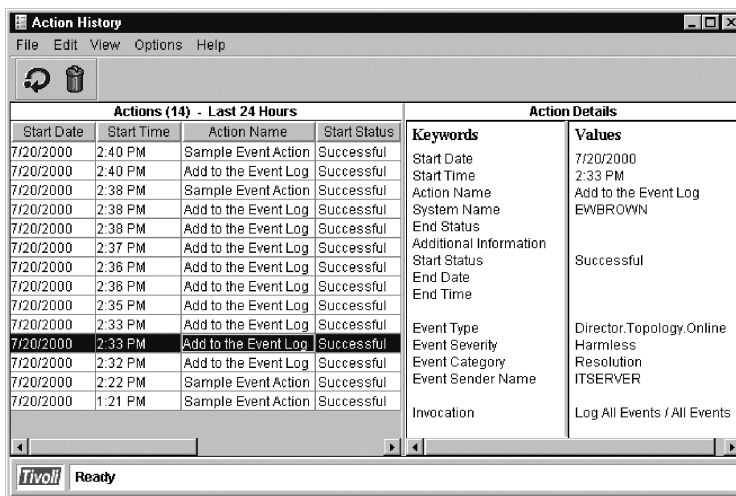 Action History
File Edit View Options Help
Actions (14) - Last 24 Hours
Start Date Start Time Action Name Start Status
7/20/2000 2:40 PM Sample Event Action Successful
7/20/2000 2:40 PM Add to the Event Log Successful
7/20/2000 2:38 PM Sample Event Action Successful
7/20/2000 2:38 PM Add to the Event Log Successful
7/20/2000 2:38 PM Add to the Event Log Successful
7/20/2000 2:37 PM Add to the Event Log Successful
7/20/2000 2:36 PM Add to the Event Log Successful
7/20/2000 2:36 PM Add to the Event Log Successful
7/20/2000 2:35 PM Add to the Event Log Successful
7/20/2000 2:33 PM Add to the Event Log Successful
7/20/2000 2:33 PM Add to the Event Log Successful
7/20/2000 2:32 PM Add to the Event Log Successful
7/20/2000 2:22 PM Sample Event Action Successful
7/20/2000 1:21 PM Sample Event Action Successful
Action Details
Keywords Values
Start Date 7/20/2000
Start Time 2:33 PM
Action Name Add to the Event Log
System Name EWBROWN
End Status
Additional Information
Start Status Successful
End Date
End Time
Event Type Director.Topology.Online
Event Severity Harmless
Event Category Resolution
Event Sender Name ITSERVER
Invocation Log All Events / All Events
Tivoli Ready